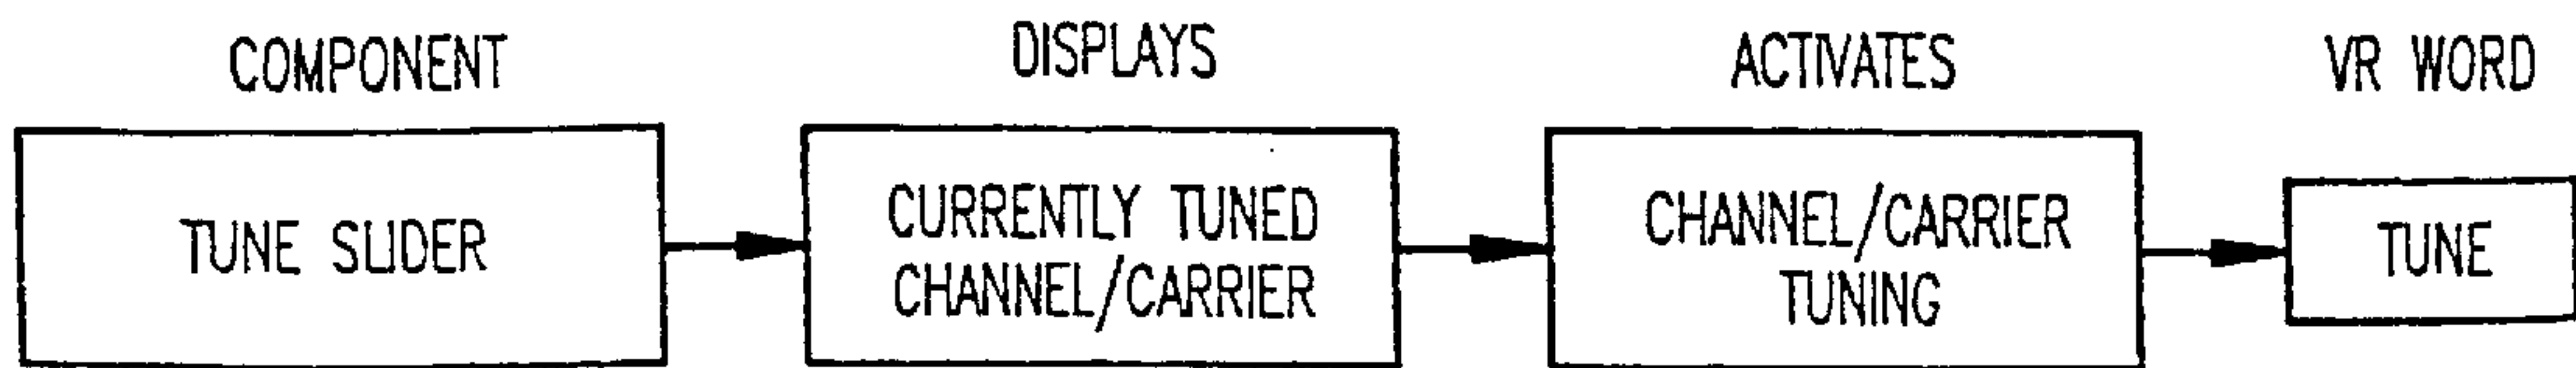 COMPONENT
DISPLAYS
ACTIVATES
VR WORD
TUNE SLIDER
CURRENTLY TUNED
CHANNEL/CARRIER
CHANNEL/CARRIER
TUNING
TUNE